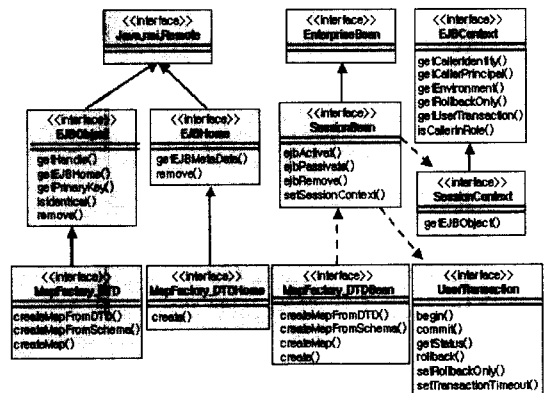 <<interface>>
Java.rmi.Remote
<<interface>>
EnterpriseBean
<<interface>>
EJBContext
getCallerIdentity()
getCallerPrincipal()
getEnvironment()
getRollbackOnly()
getUserTransaction()
isCallerInRole()
<<interface>>
EJBObject
getHandle()
getEJBHome()
getPrimaryKey()
isIdentical()
remove()
<<interface>>
EJBHome
getEJBMetaData()
remove()
<<interface>>
SessionBean
ejbActivat()
ejbPassivate()
ejbRemove()
setSessionContext()
<<interface>>
SessionContext
getEJBObject()
<<interface>>
MapFactory_DTD
createMapFromDTD()
createMapFromSchema()
createMap()
<<interface>>
MapFactory_DTDHome
create()
<<interface>>
MapFactory_DTDBean
createMapFromDTD()
createMapFromSchema()
createMap()
create()
<<interface>>
UserTransaction
begin()
commit()
getStatus()
rollback()
setRollbackOnly()
setTransactionTimeout()